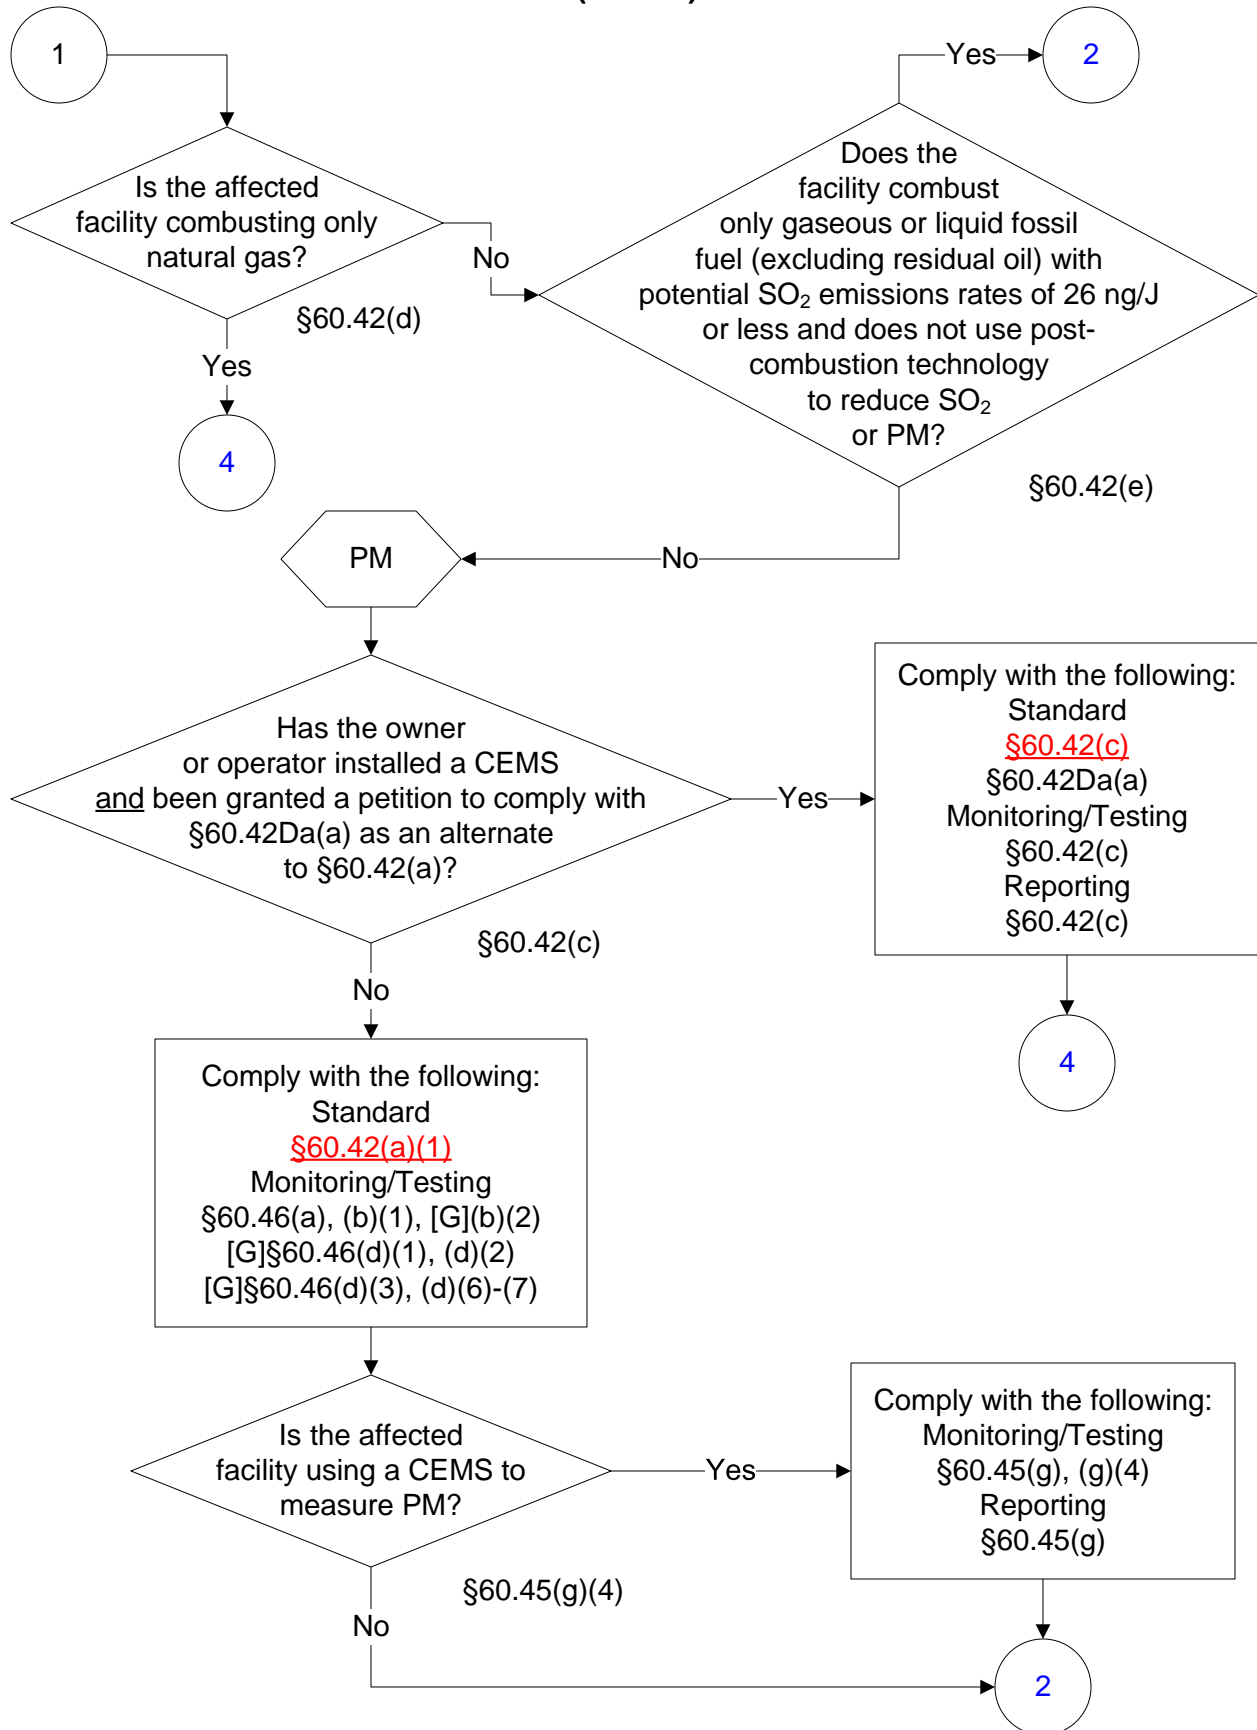 1
Yes
2
Is the affected
facility combusting only
natural gas?
No
§60.42(d)
Yes
4
Does the
facility combust
only gaseous or liquid fossil
fuel (excluding residual oil) with
potential SO₂ emissions rates of 26 ng/J
or less and does not use post-
combustion technology
to reduce SO₂
or PM?
§60.42(e)
No
PM
Has the owner
or operator installed a CEMS
and been granted a petition to comply with
§60.42Da(a) as an alternate
to §60.42(a)?
§60.42(c)
Yes
Comply with the following:
Standard
§60.42(c)
§60.42Da(a)
Monitoring/Testing
§60.42(c)
Reporting
§60.42(c)
4
No
Comply with the following:
Standard
§60.42(a)(1)
Monitoring/Testing
§60.46(a), (b)(1), [G](b)(2)
[G]§60.46(d)(1), (d)(2)
[G]§60.46(d)(3), (d)(6)-(7)
Is the affected
facility using a CEMS to
measure PM?
§60.45(g)(4)
Yes
Comply with the following:
Monitoring/Testing
§60.45(g), (g)(4)
Reporting
§60.45(g)
No
2